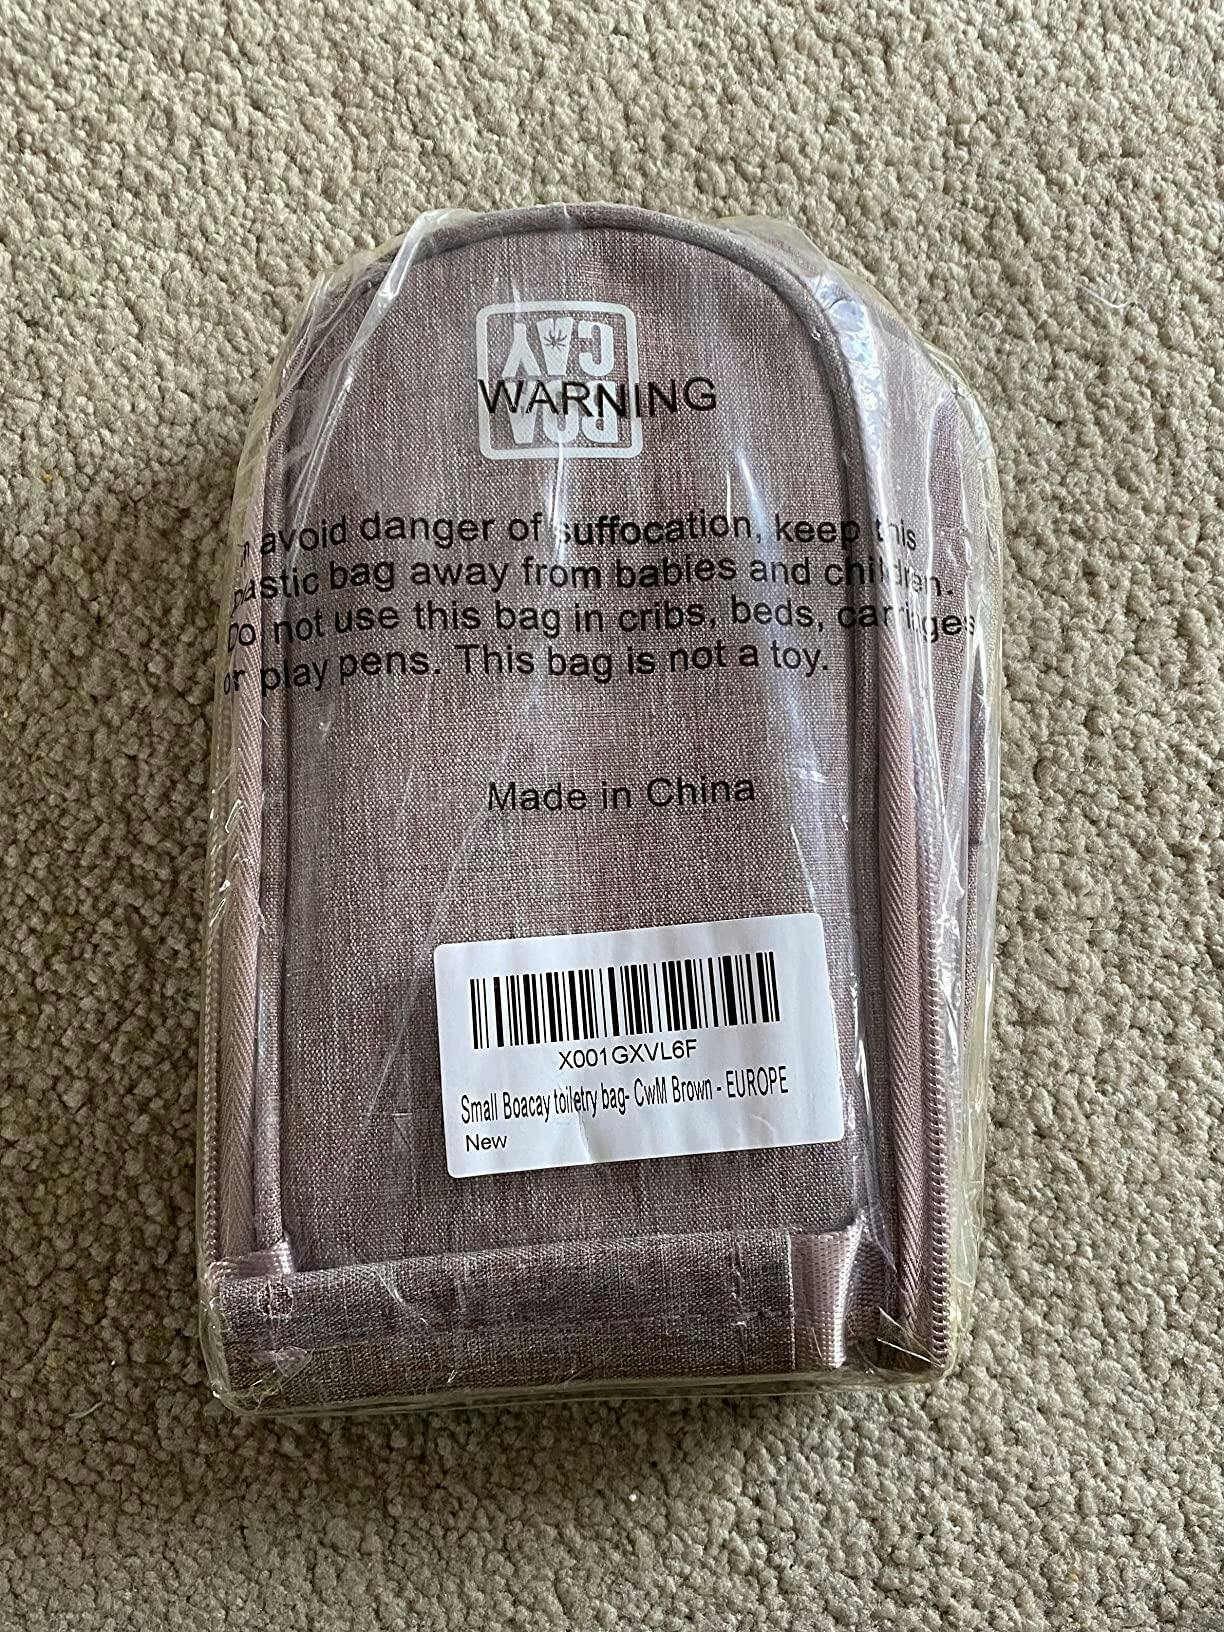 BOA
CAY
WARNING
avoid danger of suffocation, keep this
plastic bag away from babies and children.
Do not use this bag in cribs, beds, carriages
or play pens. This bag is not a toy.
Made in China
X001GXVL6F
Small Boacay toiletry bag- CwM Brown - EUROPE
New